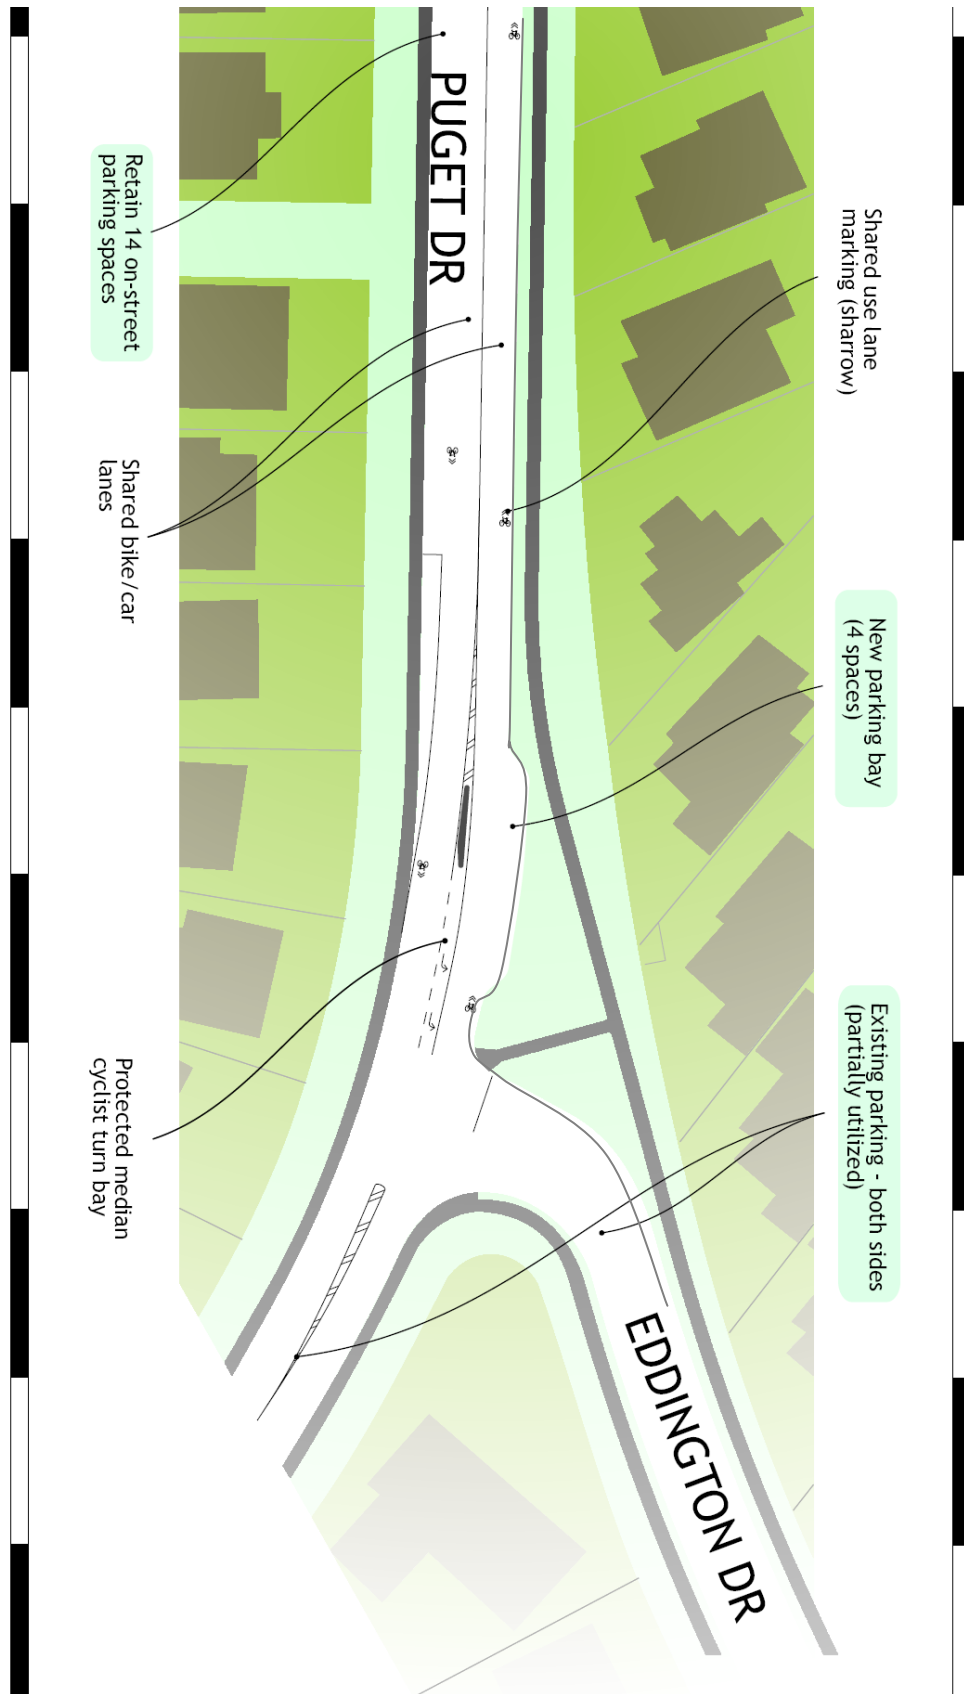 PUGET DR
Retain 14 on-street
parking spaces
Shared use lane
marking (sharrow)
Shared bike/car
lanes
New parking bay
(4 spaces)
Existing parking - both sides
(partially utilized)
Protected median
cyclist turn bay
EDDINGTON DR